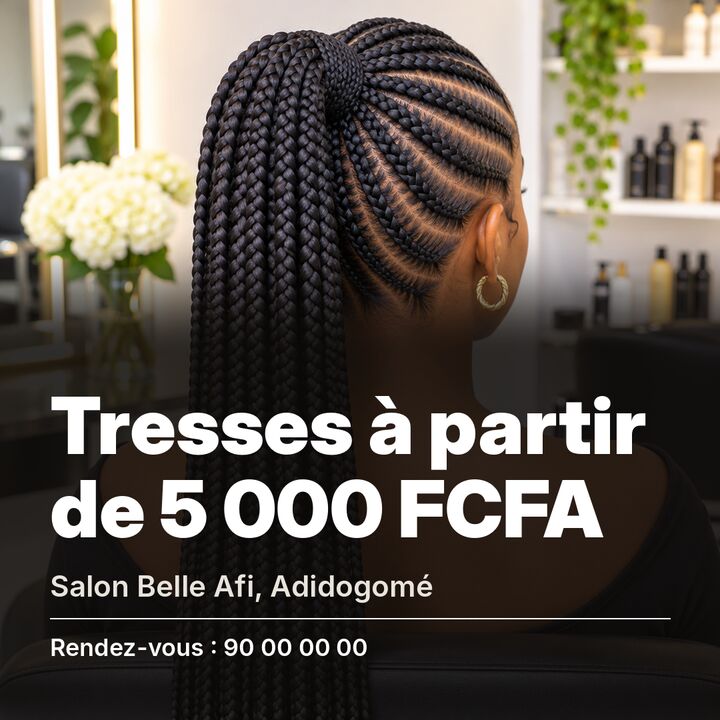 Tresses à partir
de 5 000 FCFA
Salon Belle Afi, Adidogomé
Rendez-vous : 90 00 00 00